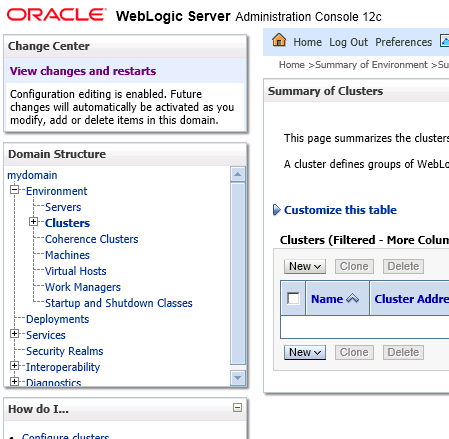 ORACLE WebLogic Server Administration Console 12c
Change Center
View changes and restarts
Configuration editing is enabled. Future
changes will automatically be activated as you
modify, add or delete items in this domain.
Domain Structure
mydomain
Environment
Servers
Clusters
Coherence Clusters
Machines
Virtual Hosts
Work Managers
Startup and Shutdown Classes
Deployments
Services
Security Realms
Interoperability
Diagnostics
How do I...
Configure clusters
Home Log Out Preferences
Home >Summary of Environment >Su
Summary of Clusters
This page summarizes the clusters
A cluster defines groups of WebLo
Customize this table
Clusters (Filtered - More Colum
New Clone Delete
Name Cluster Addre
New Clone Delete